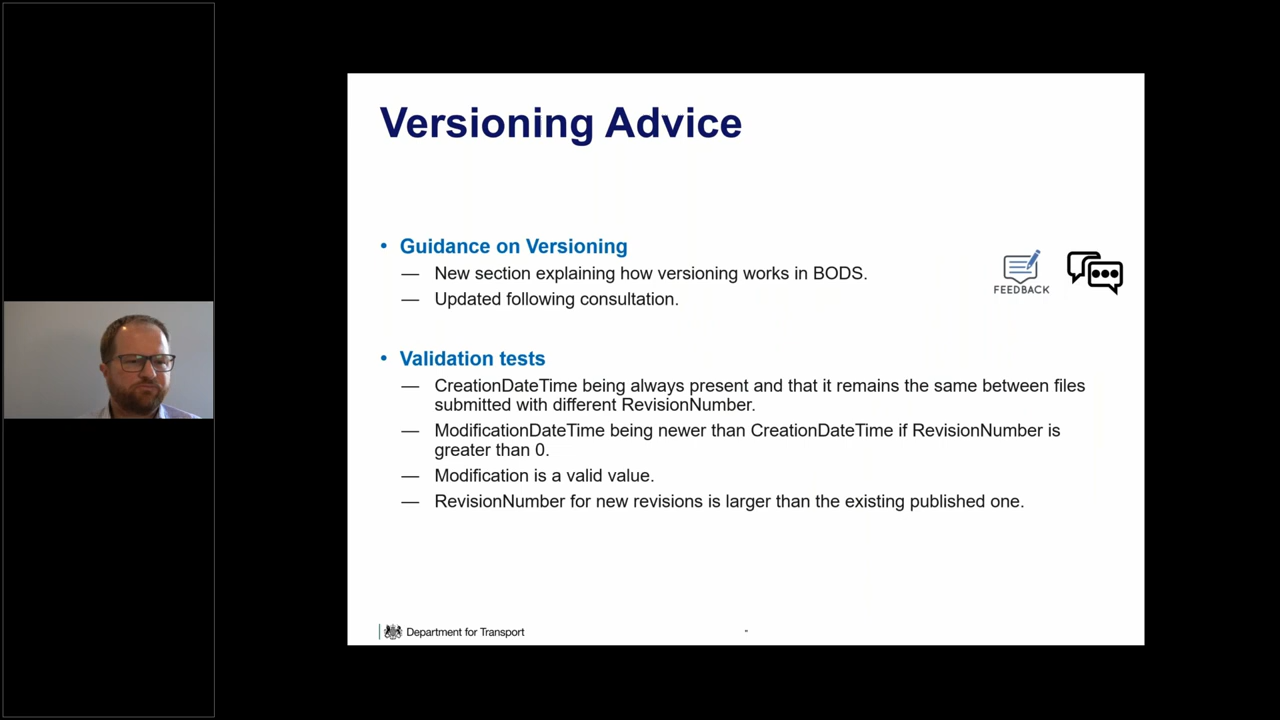 Versioning Advice
• Guidance on Versioning
— New section explaining how versioning works in BODS.
— Updated following consultation.
FEEDBACK
• Validation tests
— CreationDateTime being always present and that it remains the same between files
submitted with different RevisionNumber.
— ModificationDateTime being newer than CreationDateTime if RevisionNumber is
greater than 0.
— Modification is a valid value.
— RevisionNumber for new revisions is larger than the existing published one.
Department for Transport